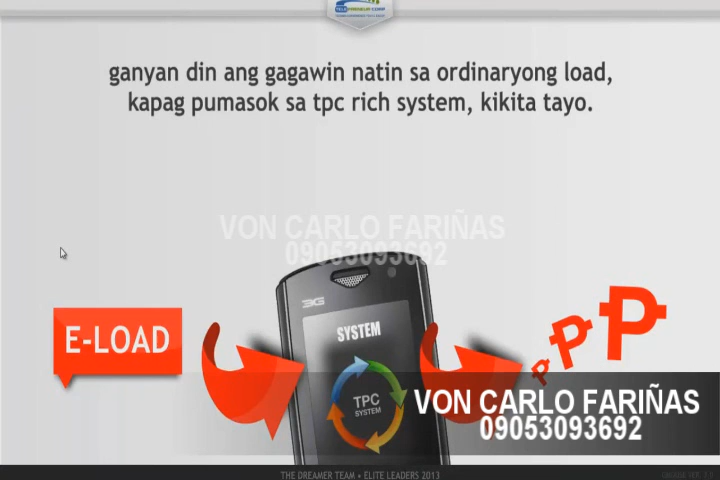 ganyan din ang gagawin natin sa ordinaryong load,
kapag pumasok sa tpc rich system, kikita tayo.
VON CARLO FARIÑAS
09053093692
3G
SYSTEM
E-LOAD
TPC
SYSTEM
VON CARLO FARIÑAS
09053093692
THE DREAMER TEAM • ELITE LEADERS 2013